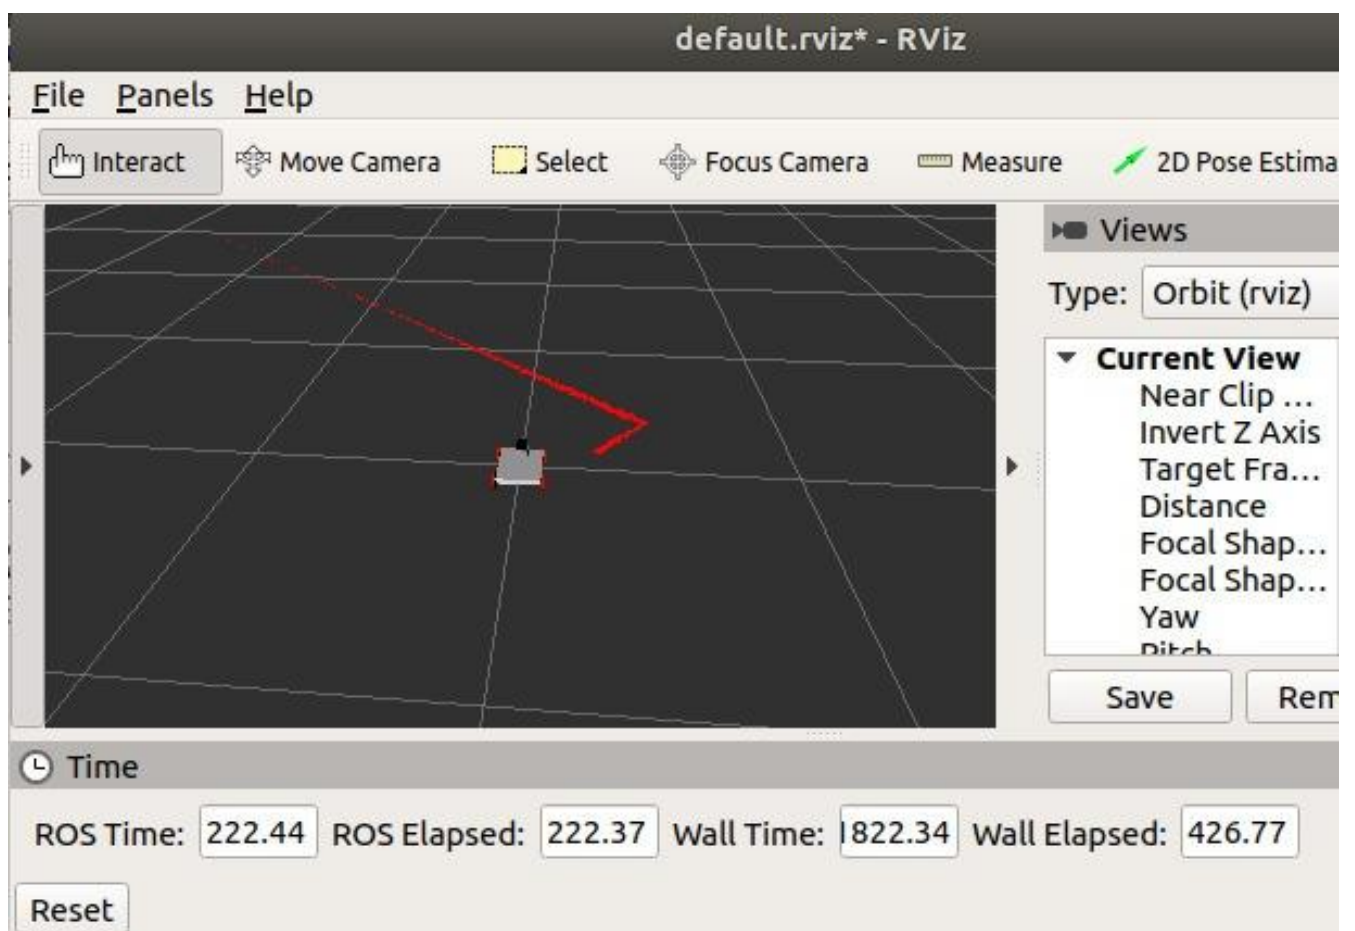 default.rviz* - RViz
File Panels Help
Interact Move Camera Select Focus Camera Measure 2D Pose Estima
Views
Type: Orbit (rviz)
Current View
Near Clip ...
Invert Z Axis
Target Fra...
Distance
Focal Shap...
Focal Shap...
Yaw
Pitch
Save Rem
Time
ROS Time: 222.44 ROS Elapsed: 222.37 Wall Time: 1822.34 Wall Elapsed: 426.77
Reset